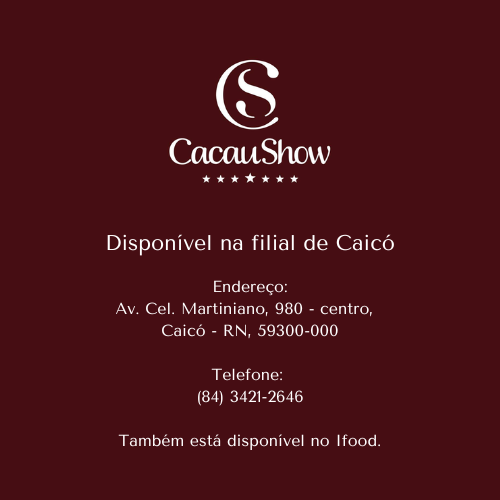 CS
CacauShow
Disponível na filial de Caicó
Endereço:
Av. Cel. Martiniano, 980 - centro,
Caicó - RN, 59300-000
Telefone:
(84) 3421-2646
Também está disponível no Ifood.